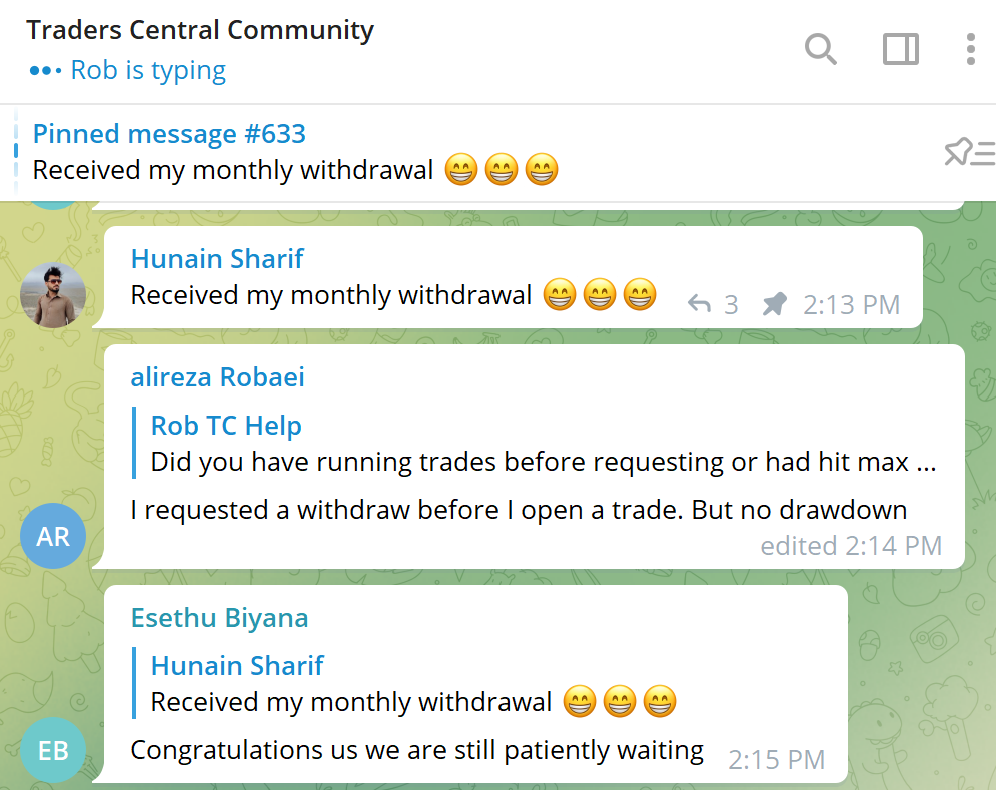 Traders Central Community
Rob is typing
Pinned message #633
Received my monthly withdrawal 😁😁😁
Hunain Sharif
Received my monthly withdrawal 😁😁😁 3 2:13 PM
alireza Robaei
Rob TC Help
Did you have running trades before requesting or had hit max ...
I requested a withdraw before I open a trade. But no drawdown
edited 2:14 PM
AR
Esethu Biyana
Hunain Sharif
Received my monthly withdrawal 😁😁😁
Congratulations us we are still patiently waiting 2:15 PM
EB